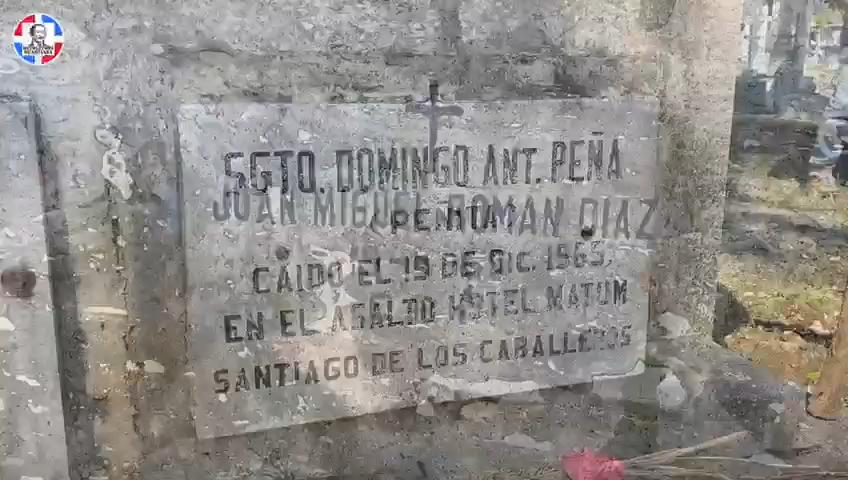 SGTO. DOMINGO ANT. PEÑA
JUAN MIGUEL ROMAN DIAZ
CAIDO EL 19 DE DIC. 1965,
EN EL ASALTO HOTEL MATUM
SANTIAGO DE LOS CABALLEROS